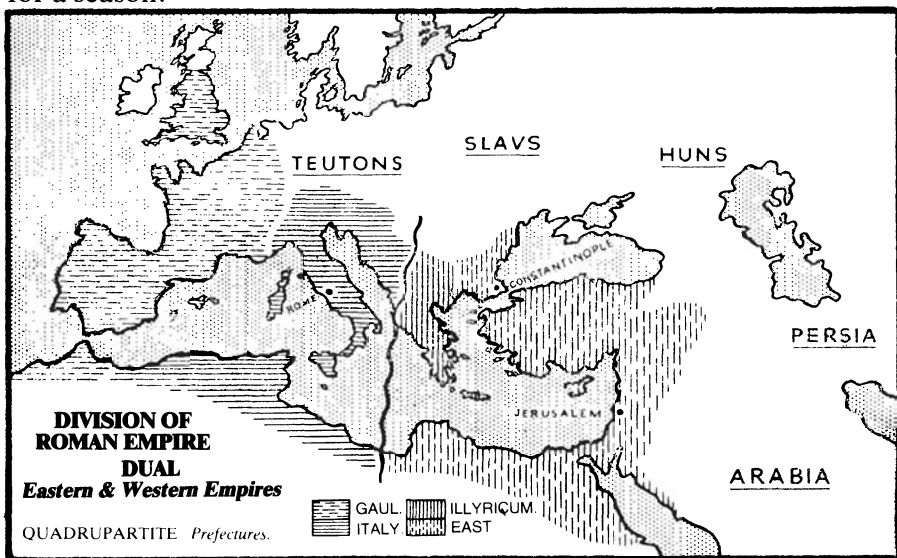 for a season.
TEUTONS
SLAVS
HUNS
CONSTANTINOPLE
ROME
PERSIA
JERUSALEM
ARABIA
DIVISION OF
ROMAN EMPIRE
DUAL
Eastern & Western Empires
QUADRUPARTITE Prefectures.
GAUL. ILLYRICUM.
ITALY. EAST